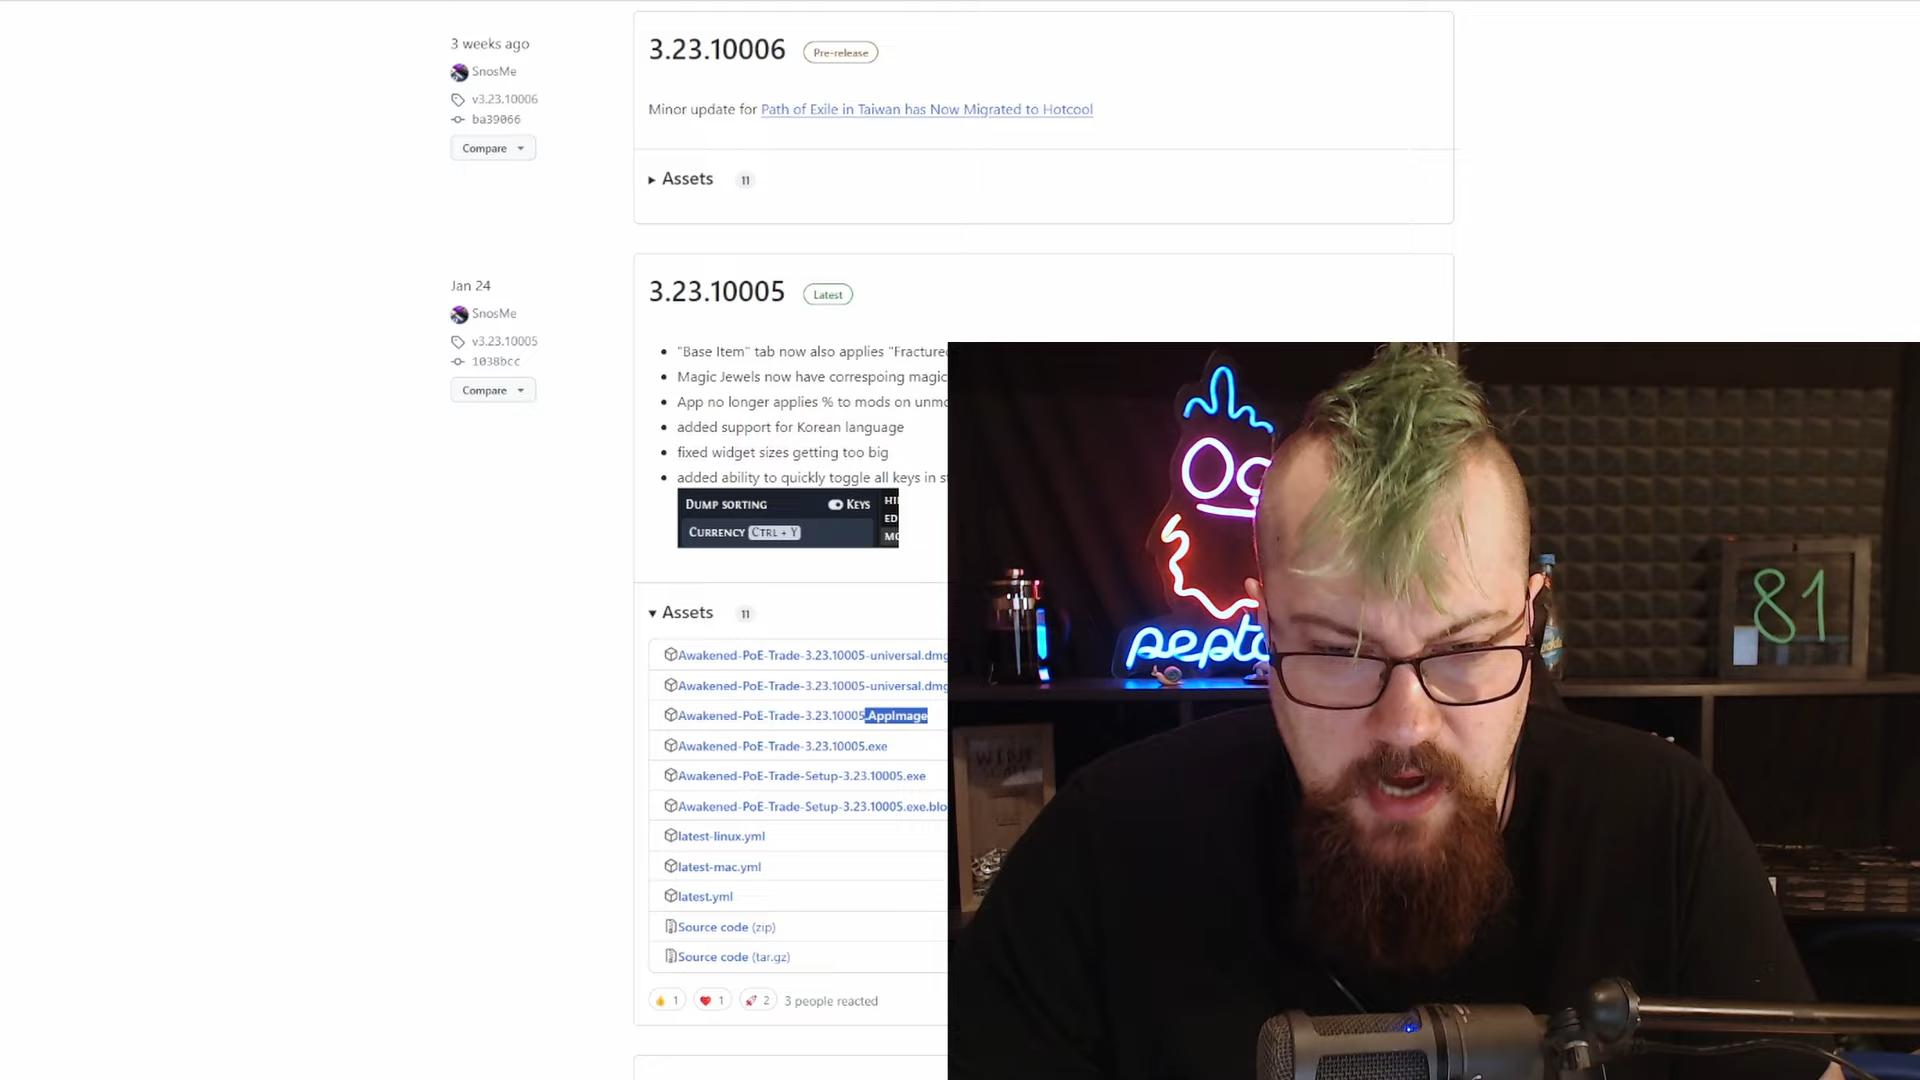 3 weeks ago
SnosMe
v3.23.10006
ba39066
Compare
3.23.10006 Pre-release
Minor update for Path of Exile in Taiwan has Now Migrated to Hotcool
Assets 11
Jan 24
SnosMe
v3.23.10005
1038bcc
Compare
3.23.10005 Latest
"Base Item" tab now also applies "Fractured
Magic Jewels now have correspoing magic
App no longer applies % to mods on unmo
added support for Korean language
fixed widget sizes getting too big
added ability to quickly toggle all keys in s
DUMP SORTING KEYS
CURRENCY CTRL + Y
ED
Assets 11
Awakened-PoE-Trade-3.23.10005-universal.dmg
Awakened-PoE-Trade-3.23.10005-universal.dmg
Awakened-PoE-Trade-3.23.10005.AppImage
Awakened-PoE-Trade-3.23.10005.exe
Awakened-PoE-Trade-Setup-3.23.10005.exe
Awakened-PoE-Trade-Setup-3.23.10005.exe.blo
latest-linux.yml
latest-mac.yml
latest.yml
Source code (zip)
Source code (tar.gz)
1 1 2 3 people reacted
pepto
81